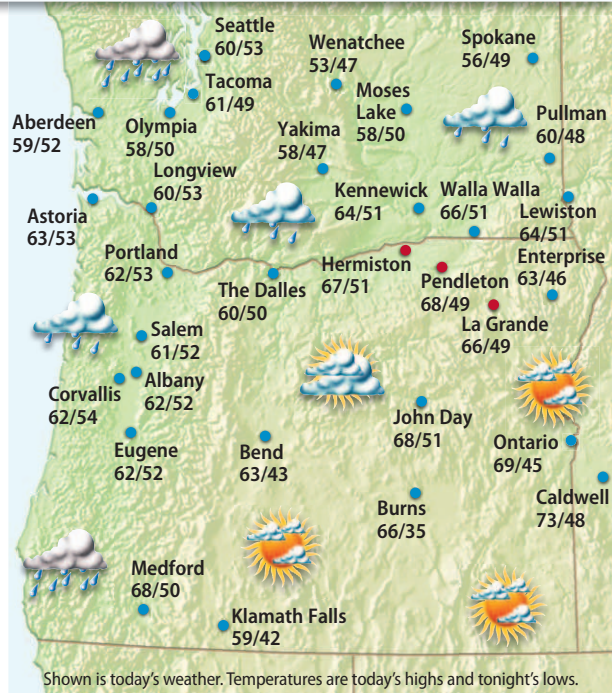 Seattle
60/53
Wenatchee
53/47
Spokane
56/49
Tacoma
61/49
Moses
Lake
58/50
Aberdeen
59/52
Olympia
58/50
Yakima
58/47
Pullman
60/48
Longview
60/53
Kennewick
64/51
Walla Walla
66/51
Lewiston
64/51
Astoria
63/53
Portland
62/53
The Dalles
60/50
Hermiston
67/51
Pendleton
68/49
Enterprise
63/46
La Grande
66/49
Salem
61/52
Corvallis
62/54
Albany
62/52
John Day
68/51
Eugene
62/52
Bend
63/43
Ontario
69/45
Burns
66/35
Caldwell
73/48
Medford
68/50
Klamath Falls
59/42
Shown is today's weather. Temperatures are today's highs and tonight's lows.